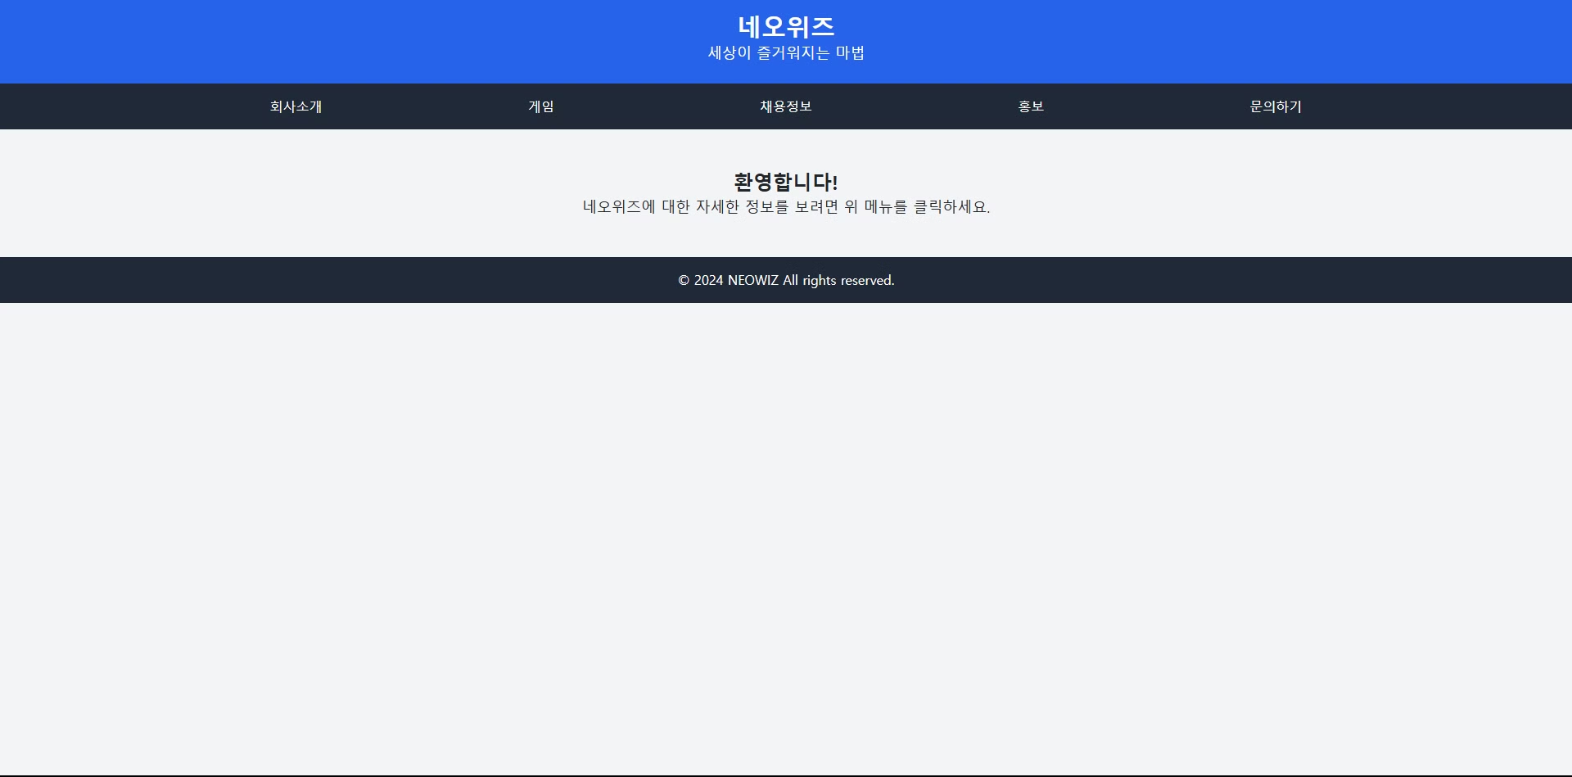 네오위즈
세상이 즐거워지는 마법
회사소개 게임 채용정보 홍보 문의하기
환영합니다!
네오위즈에 대한 자세한 정보를 보려면 위 메뉴를 클릭하세요.
© 2024 NEOWIZ All rights reserved.